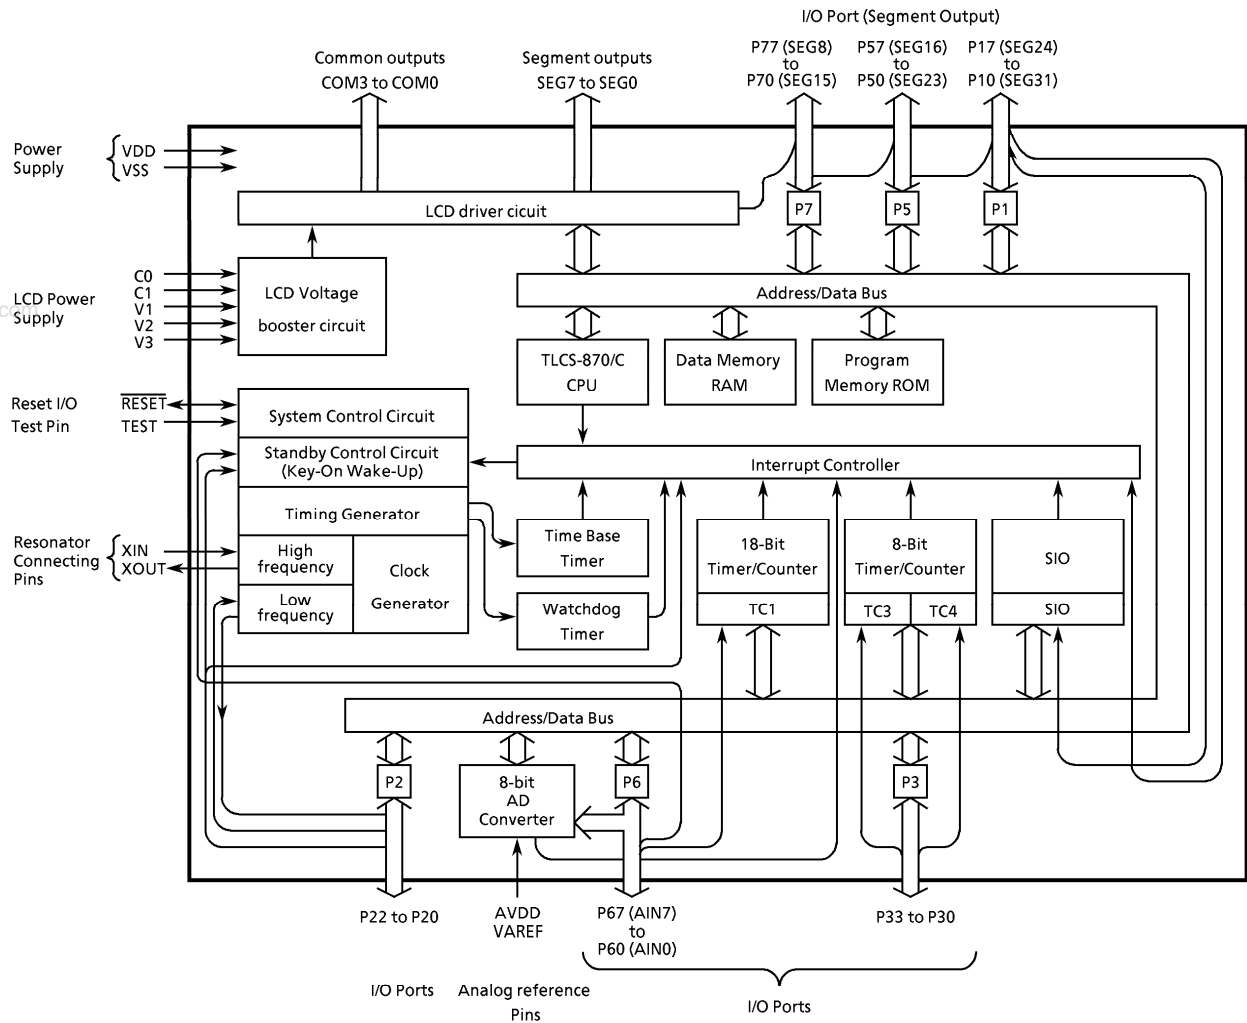 I/O Port (Segment Output)
Common outputs
COM3 to COM0
Segment outputs
SEG7 to SEG0
P77 (SEG8)
to
P70 (SEG15)
P57 (SEG16)
to
P50 (SEG23)
P17 (SEG24)
to
P10 (SEG31)
Power
Supply
VDD
VSS
LCD driver cicuit
P7
P5
P1
LCD Power
Supply
C0
C1
V1
V2
V3
com
LCD Voltage
booster circuit
Address/Data Bus
TLCS-870/C
CPU
Data Memory
RAM
Program
Memory ROM
Reset I/O
Test Pin
RESET
TEST
System Control Circuit
Standby Control Circuit
(Key-On Wake-Up)
Interrupt Controller
Timing Generator
Resonator
Connecting
Pins
XIN
XOUT
High
frequency
Low
frequency
Clock
Generator
Time Base
Timer
Watchdog
Timer
18-Bit
Timer/Counter
TC1
8-Bit
Timer/Counter
TC3
TC4
SIO
SIO
Address/Data Bus
P2
8-bit
AD
Converter
P6
P3
P22 to P20
AVDD
VAREF
P67 (AIN7)
to
P60 (AIN0)
P33 to P30
I/O Ports
Analog reference
Pins
I/O Ports